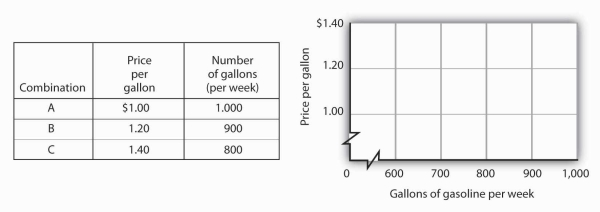 Price
per
gallon
Number
of gallons
(per week)
Combination
A $1.00 1.000
B 1.20 900
C 1.40 800
$1.40
1.20
1.00
Price per gallon
0 600 700 800 900 1,000
Gallons of gasoline per week